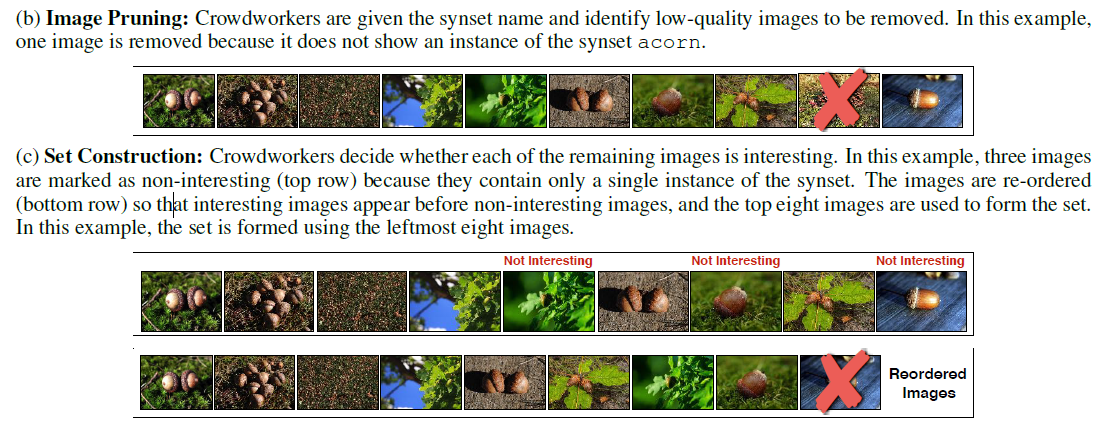 (b) Image Pruning: Crowdworkers are given the synset name and identify low-quality images to be removed. In this example,
one image is removed because it does not show an instance of the synset acorn.
(c) Set Construction: Crowdworkers decide whether each of the remaining images is interesting. In this example, three images
are marked as non-interesting (top row) because they contain only a single instance of the synset. The images are re-ordered
(bottom row) so that interesting images appear before non-interesting images, and the top eight images are used to form the set.
In this example, the set is formed using the leftmost eight images.
Not Interesting Not Interesting Not Interesting
Reordered
Images